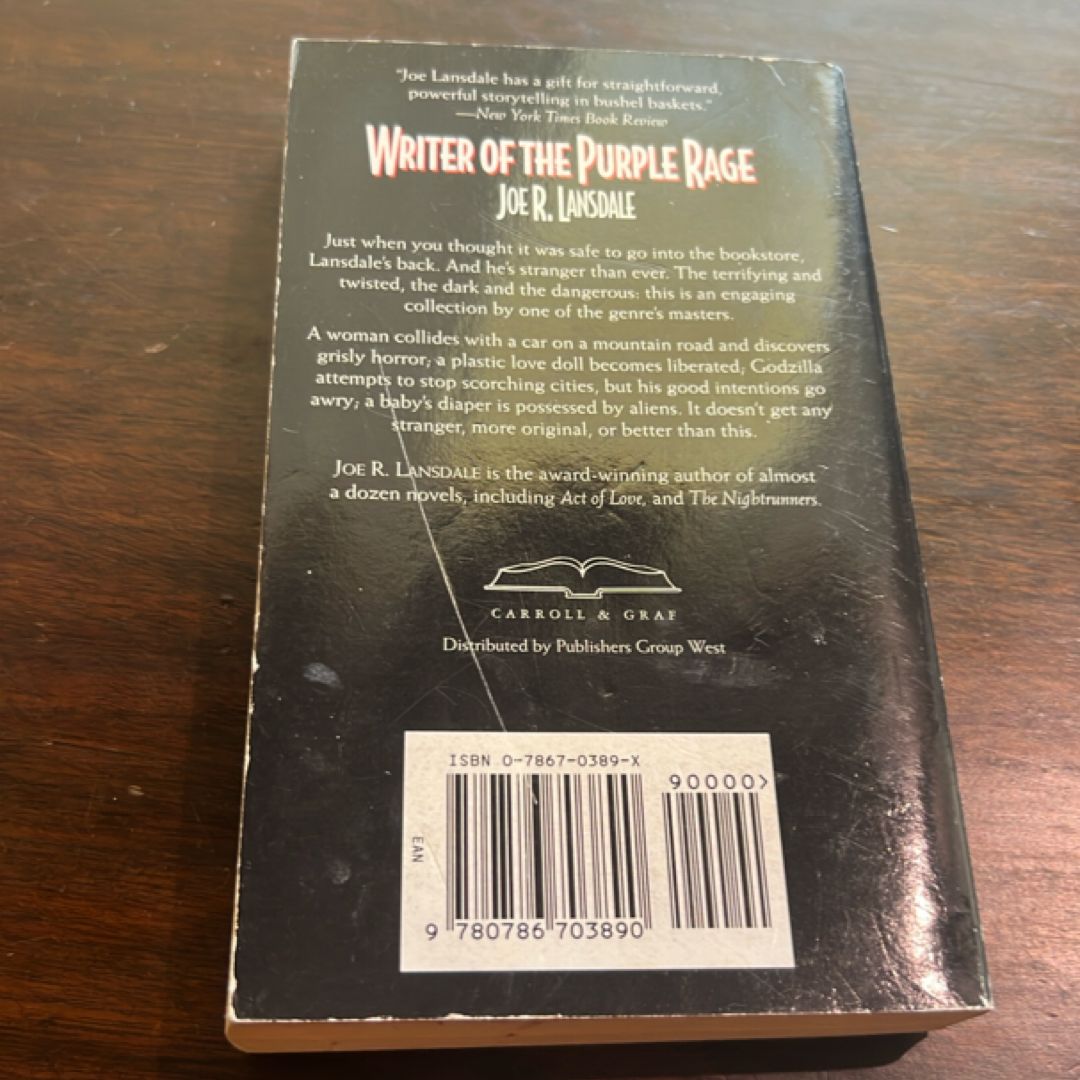 "Joe Lansdale has a gift for straightforward,
powerful storytelling in bushel baskets."
—New York Times Book Review
WRITER OF THE PURPLE RAGE
JOE R. LANSDALE
Just when you thought it was safe to go into the bookstore,
Lansdale's back. And he's stranger than ever. The terrifying and
twisted, the dark and the dangerous: this is an engaging
collection by one of the genre's masters.
A woman collides with a car on a mountain road and discovers
grisly horror; a plastic love doll becomes liberated; Godzilla
attempts to stop scorching cities, but his good intentions go
awry; a baby's diaper is possessed by aliens. It doesn't get any
stranger, more original, or better than this.
JOE R. LANSDALE is the award-winning author of almost
a dozen novels, including Act of Love, and The Nightrunners.
CARROLL & GRAF
Distributed by Publishers Group West
ISBN 0-7867-0389-X
90000>
EAN
9 780786 703890